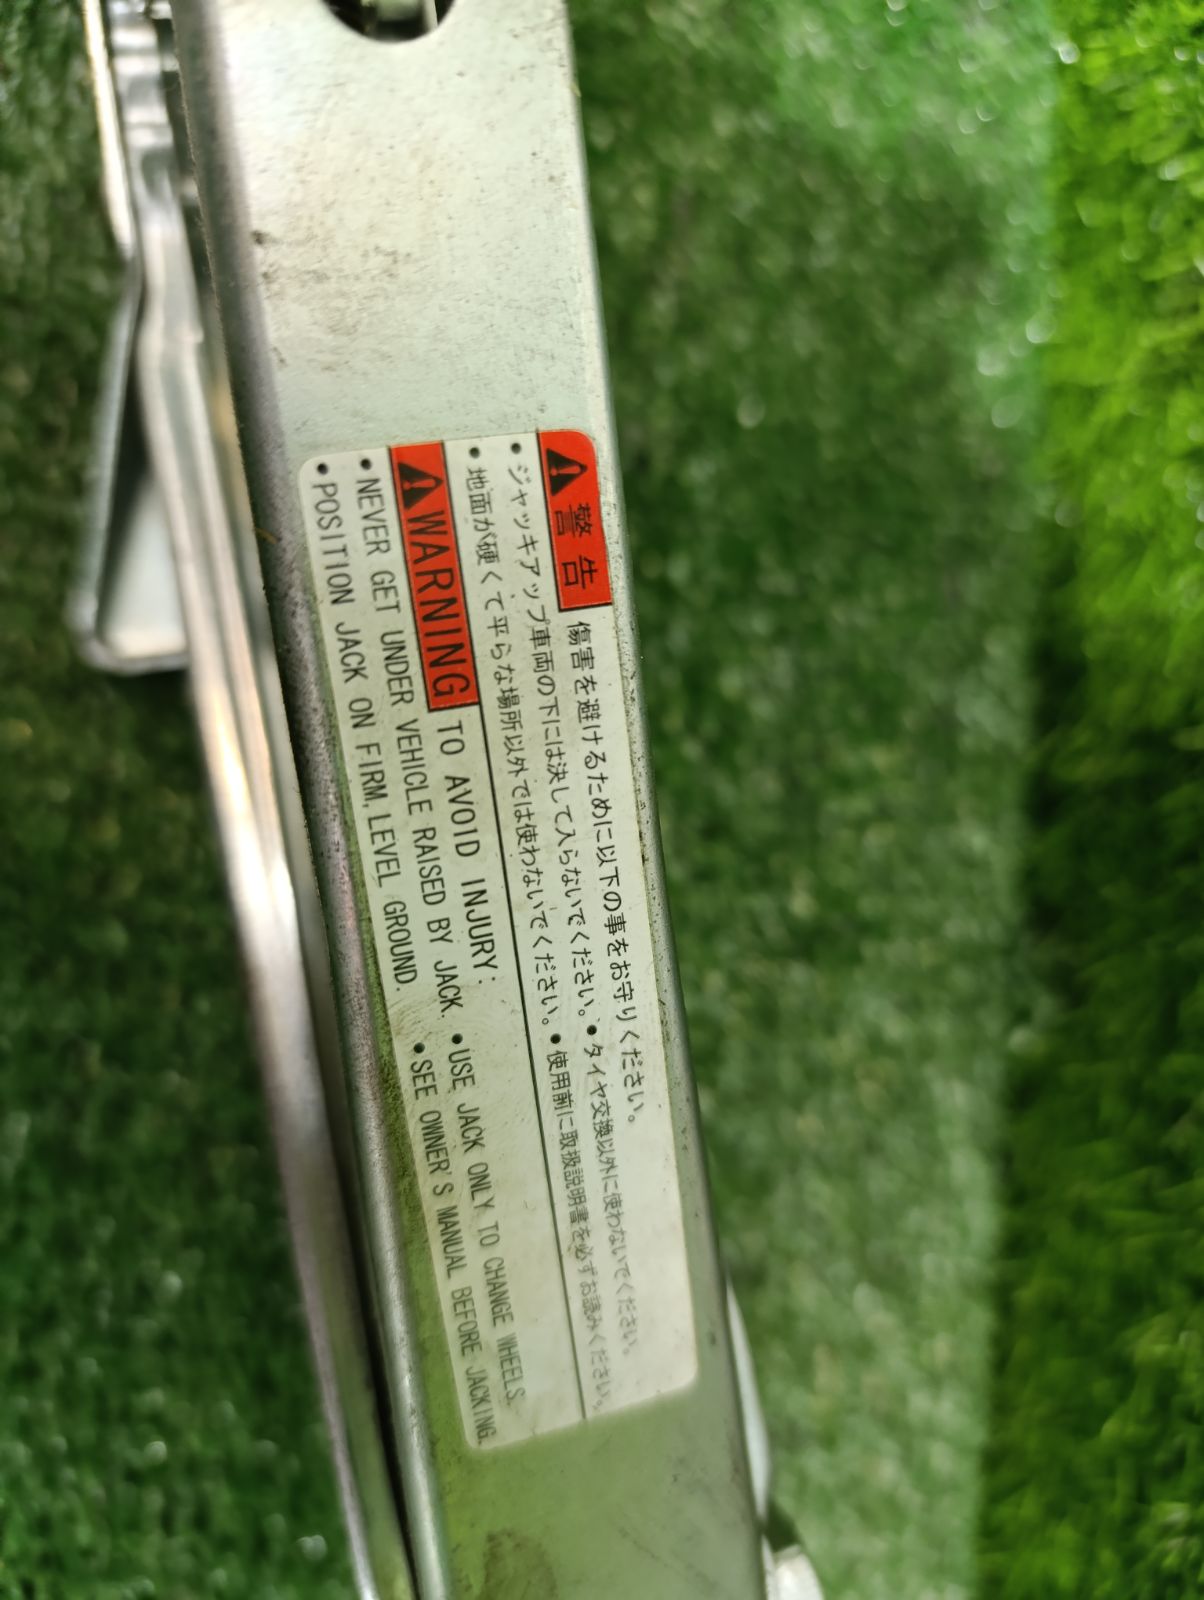 警告 傷害を避けるために以下の事をお守りください。
• ジャッキアップ車両の下には決して入らないでください。 • タイヤ交換以外に使わないでください。
• 地面が硬くて平らな場所以外では使わないでください。 • 使用前に取扱説明書を必ずお読みください。
WARNING TO AVOID INJURY:
• NEVER GET UNDER VEHICLE RAISED BY JACK. • USE JACK ONLY TO CHANGE WHEELS.
• POSITION JACK ON FIRM, LEVEL GROUND. • SEE OWNER'S MANUAL BEFORE JACKING.